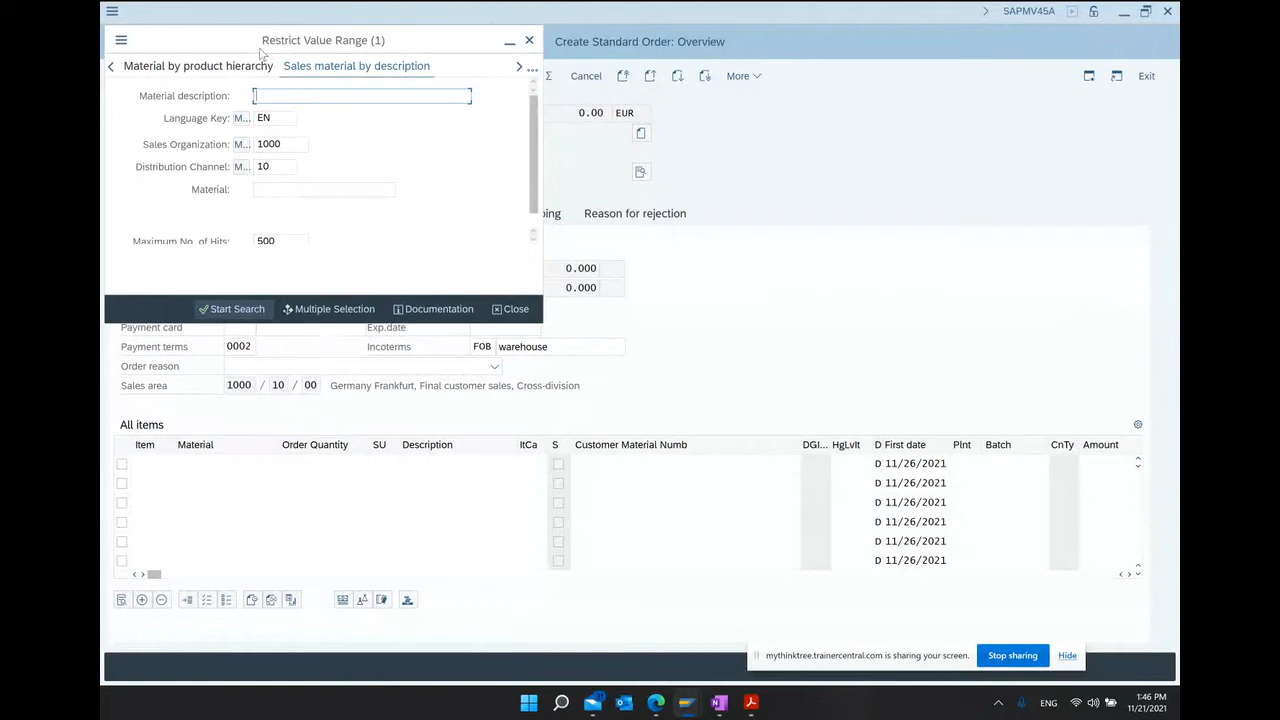 SAPMV45A
Restrict Value Range (1)
Create Standard Order: Overview
Material by product hierarchy
Sales material by description
Cancel
More
Exit
Material description:
0.00 EUR
Language Key: M... EN
Sales Organization: M... 1000
Distribution Channel: M... 10
Material:
ping
Reason for rejection
Maximum No. of Hits: 500
0.000
0.000
Start Search
Multiple Selection
Documentation
Close
Payment card
Exp.date
Payment terms 0002
Incoterms FOB warehouse
Order reason
Sales area 1000 / 10 / 00 Germany Frankfurt, Final customer sales, Cross-division
All items
Item Material Order Quantity SU Description ItCa S Customer Material Numb DGI... HgLvIt D First date Plnt Batch CnTy Amount
D 11/26/2021
D 11/26/2021
D 11/26/2021
D 11/26/2021
D 11/26/2021
D 11/26/2021
mythinktree.trainercentral.com is sharing your screen.
Stop sharing
Hide
ENG
1:46 PM
11/21/2021